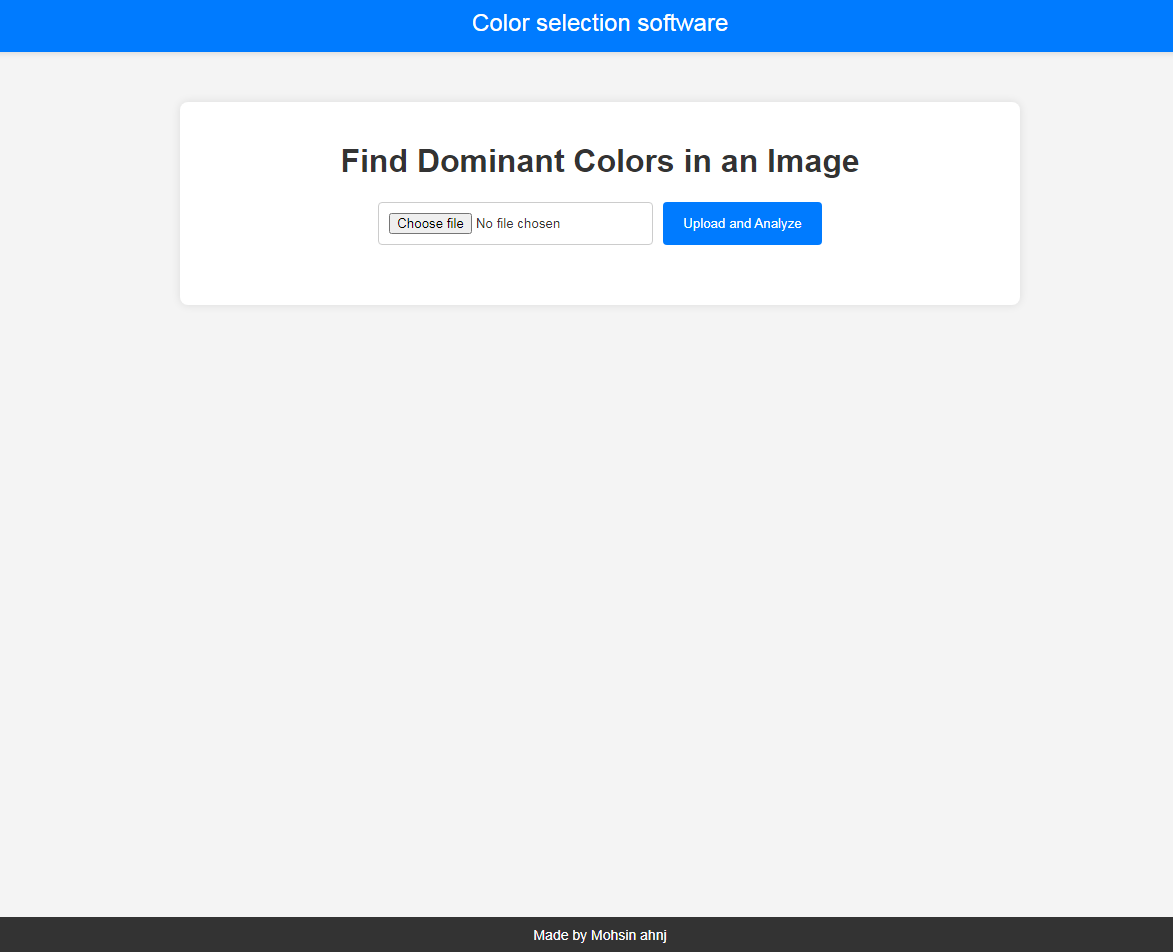 Color selection software
Find Dominant Colors in an Image
Choose file No file chosen Upload and Analyze
Made by Mohsin ahnj